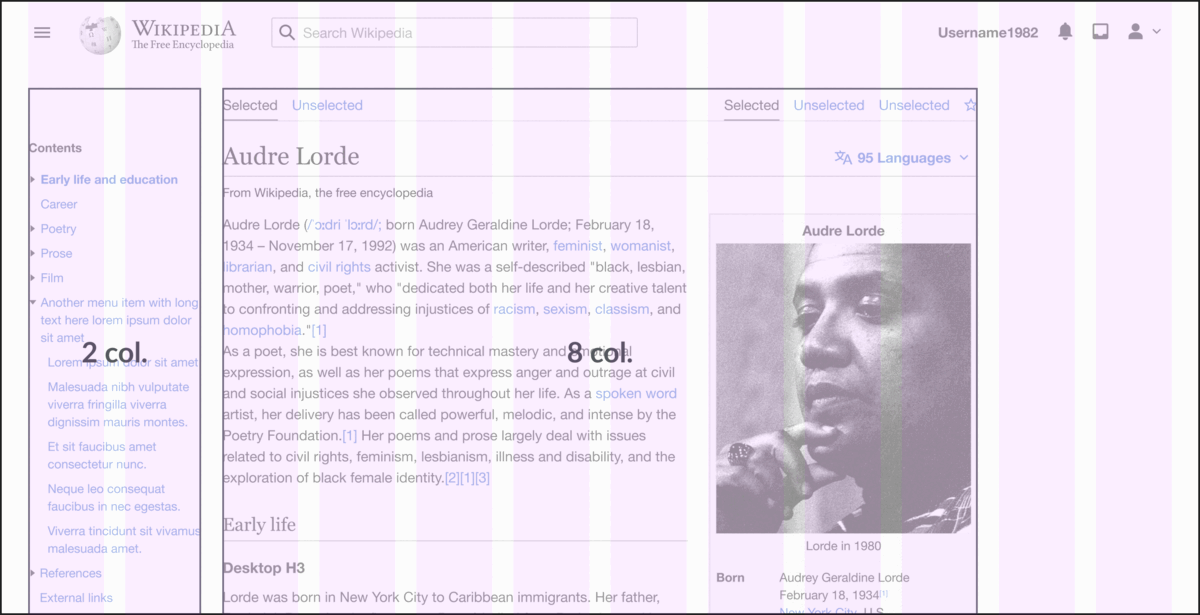 WIKIPEDIA
The Free Encyclopedia
Search Wikipedia
Username1982
Contents
Early life and education
Career
Poetry
Prose
Film
Another menu item with long
text here lorem ipsum dolor
sit amet
2 col.
Lorem ipsum dolor sit amet
Malesuada nibh vulputate
viverra fringilla viverra
dignissim mauris montes.
Et sit faucibus amet
consectetur nunc.
Neque leo consequat
faucibus in nec egestas.
Viverra tincidunt sit vivamus
malesuada amet.
References
External links
Selected Unselected
Selected Unselected Unselected
Audre Lorde
95 Languages
From Wikipedia, the free encyclopedia
Audre Lorde (/ˈɔːdri ˈlɔːrd/; born Audrey Geraldine Lorde; February 18,
1934 – November 17, 1992) was an American writer, feminist, womanist,
librarian, and civil rights activist. She was a self-described "black, lesbian,
mother, warrior, poet," who "dedicated both her life and her creative talent
to confronting and addressing injustices of racism, sexism, classism, and
homophobia."[1]
As a poet, she is best known for technical mastery and emotional
8 col.
expression, as well as her poems that express anger and outrage at civil
and social injustices she observed throughout her life. As a spoken word
artist, her delivery has been called powerful, melodic, and intense by the
Poetry Foundation.[1] Her poems and prose largely deal with issues
related to civil rights, feminism, lesbianism, illness and disability, and the
exploration of black female identity.[2][1][3]
Early life
Desktop H3
Lorde was born in New York City to Caribbean immigrants. Her father,
Audre Lorde
Lorde in 1980
Born Audrey Geraldine Lorde
February 18, 1934[1]
New York City, U.S.